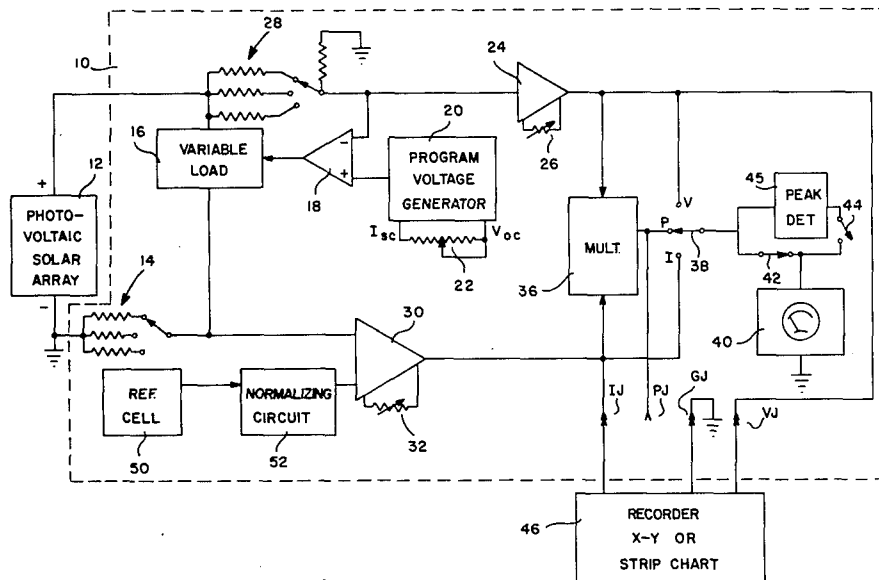 28
10
24
20
12
16
VARIABLE
LOAD
-
+
18
PROGRAM
VOLTAGE
GENERATOR
26
45
PEAK
DET
44
V
P
I
38
42
+
PHOTO-
VOLTAIC
SOLAR
ARRAY
-
Isc
Voc
22
MULT.
36
14
30
40
REF.
CELL
50
NORMALIZING
CIRCUIT
52
32
IJ
PJ
GJ
VJ
46
RECORDER
X-Y OR
STRIP CHART